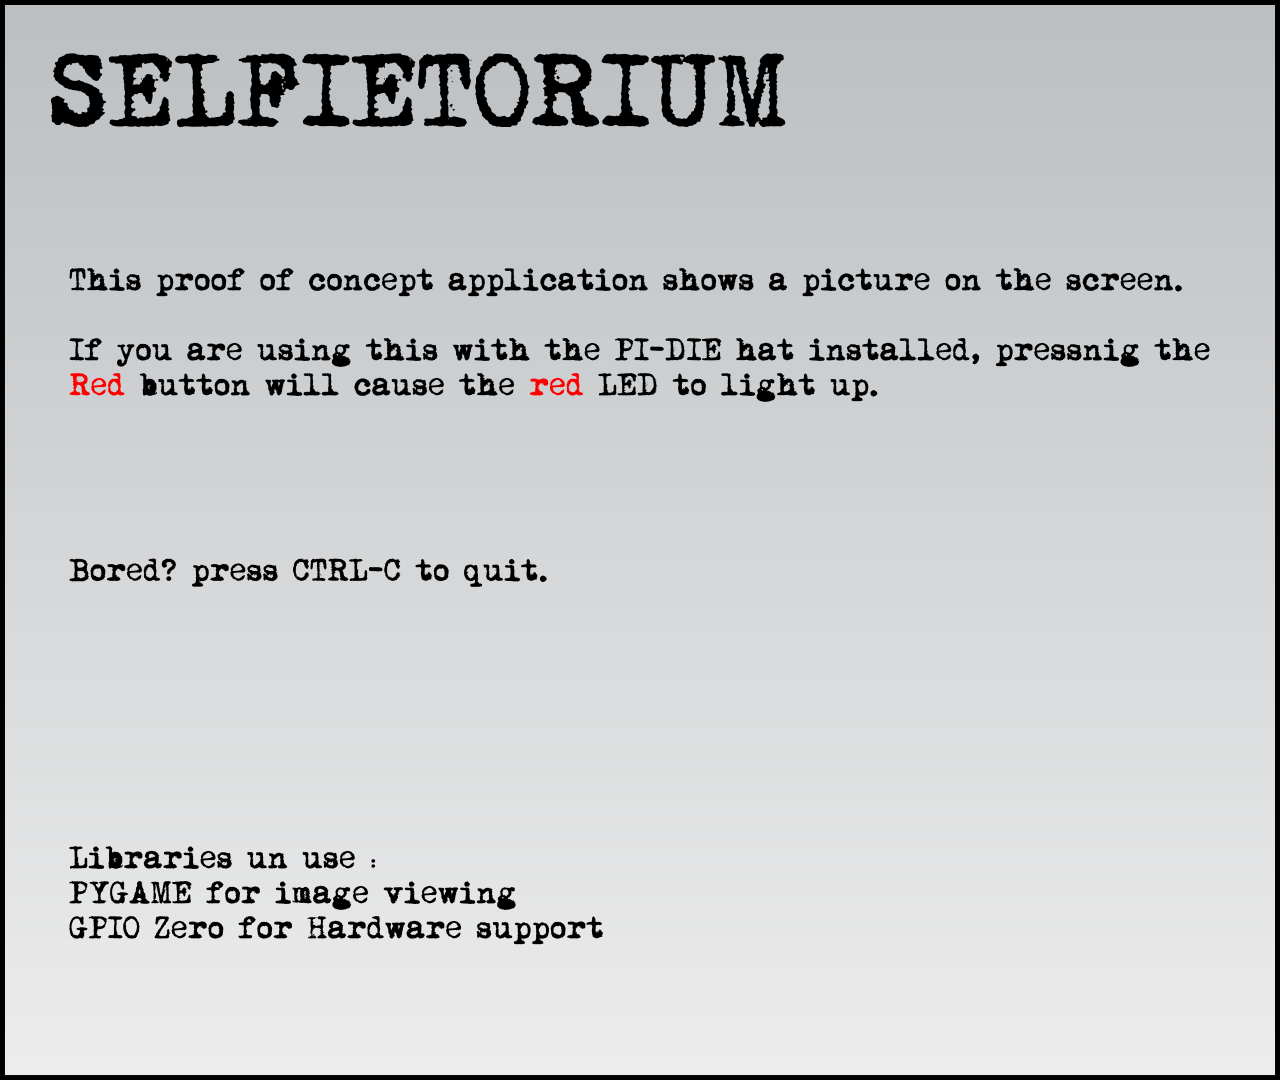 SELFIETORIUM
This proof of concept application shows a picture on the screen.
If you are using this with the PI-DIE hat installed, pressnig the
Red button will cause the red LED to light up.
Bored? press CTRL-C to quit.
Libraries un use :
PYGAME for image viewing
GPIO Zero for Hardware support